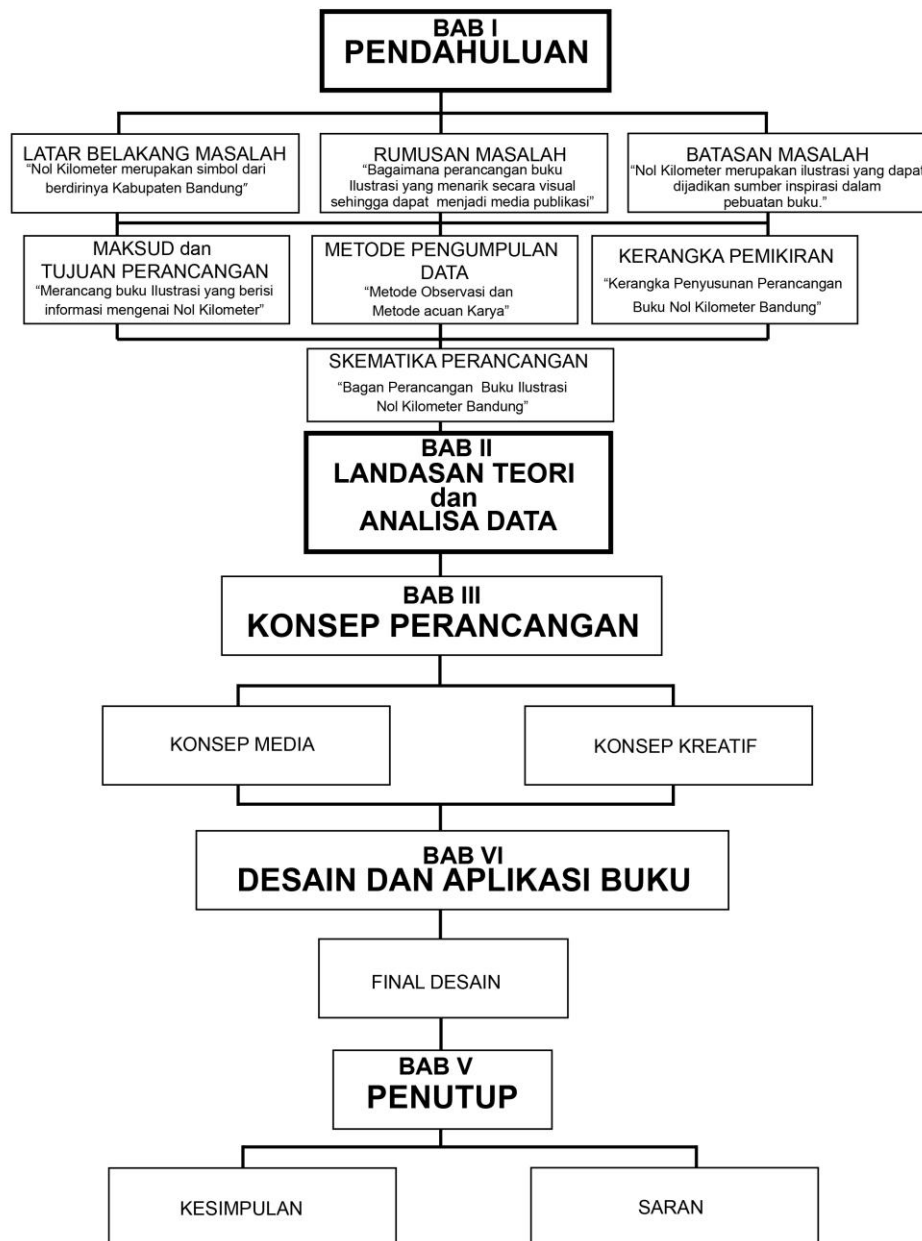 BAB I
PENDAHULUAN
LATAR BELAKANG MASALAH
“Nol Kilometer merupakan simbol dari
berdirinya Kabupaten Bandung”
RUMUSAN MASALAH
“Bagaimana perancangan buku
Ilustrasi yang menarik secara visual
sehingga dapat menjadi media publikasi”
BATASAN MASALAH
“Nol Kilometer merupakan ilustrasi yang dapat
dijadikan sumber inspirasi dalam
pebuatan buku.”
MAKSUD dan
TUJUAN PERANCANGAN
“Merancang buku Ilustrasi yang berisi
informasi mengenai Nol Kilometer”
METODE PENGUMPULAN
DATA
“Metode Observasi dan
Metode acuan Karya”
KERANGKA PEMIKIRAN
“Kerangka Penyusunan Perancangan
Buku Nol Kilometer Bandung”
SKEMATIKA PERANCANGAN
“Bagan Perancangan Buku Ilustrasi
Nol Kilometer Bandung”
BAB II
LANDASAN TEORI
dan
ANALISA DATA
BAB III
KONSEP PERANCANGAN
KONSEP MEDIA
KONSEP KREATIF
BAB VI
DESAIN DAN APLIKASI BUKU
FINAL DESAIN
BAB V
PENUTUP
KESIMPULAN
SARAN